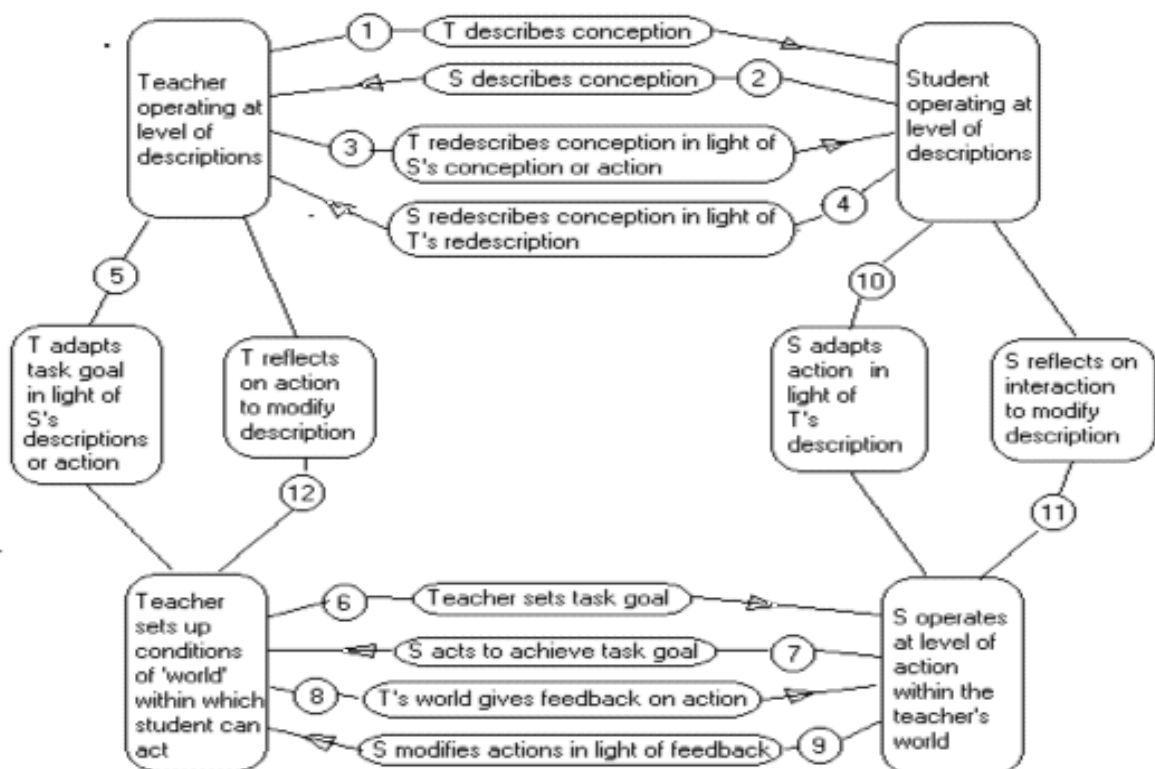 1
T describes conception
Teacher
operating at
level of
descriptions
S describes conception
2
Student
operating at
level of
descriptions
3
T redescribes conception in light of
S's conception or action
S redescribes conception in light of
T's redescription
4
5
10
T adapts
task goal
in light of
S's
descriptions
or action
T reflects
on action
to modify
description
S adapts
action in
light of
T's
description
S reflects on
interaction
to modify
description
12
11
Teacher
sets up
conditions
of 'world'
within which
student can
act
6
Teacher sets task goal
S acts to achieve task goal
7
8
T's world gives feedback on action
S modifies actions in light of feedback
9
S operates
at level of
action
within the
teacher's
world